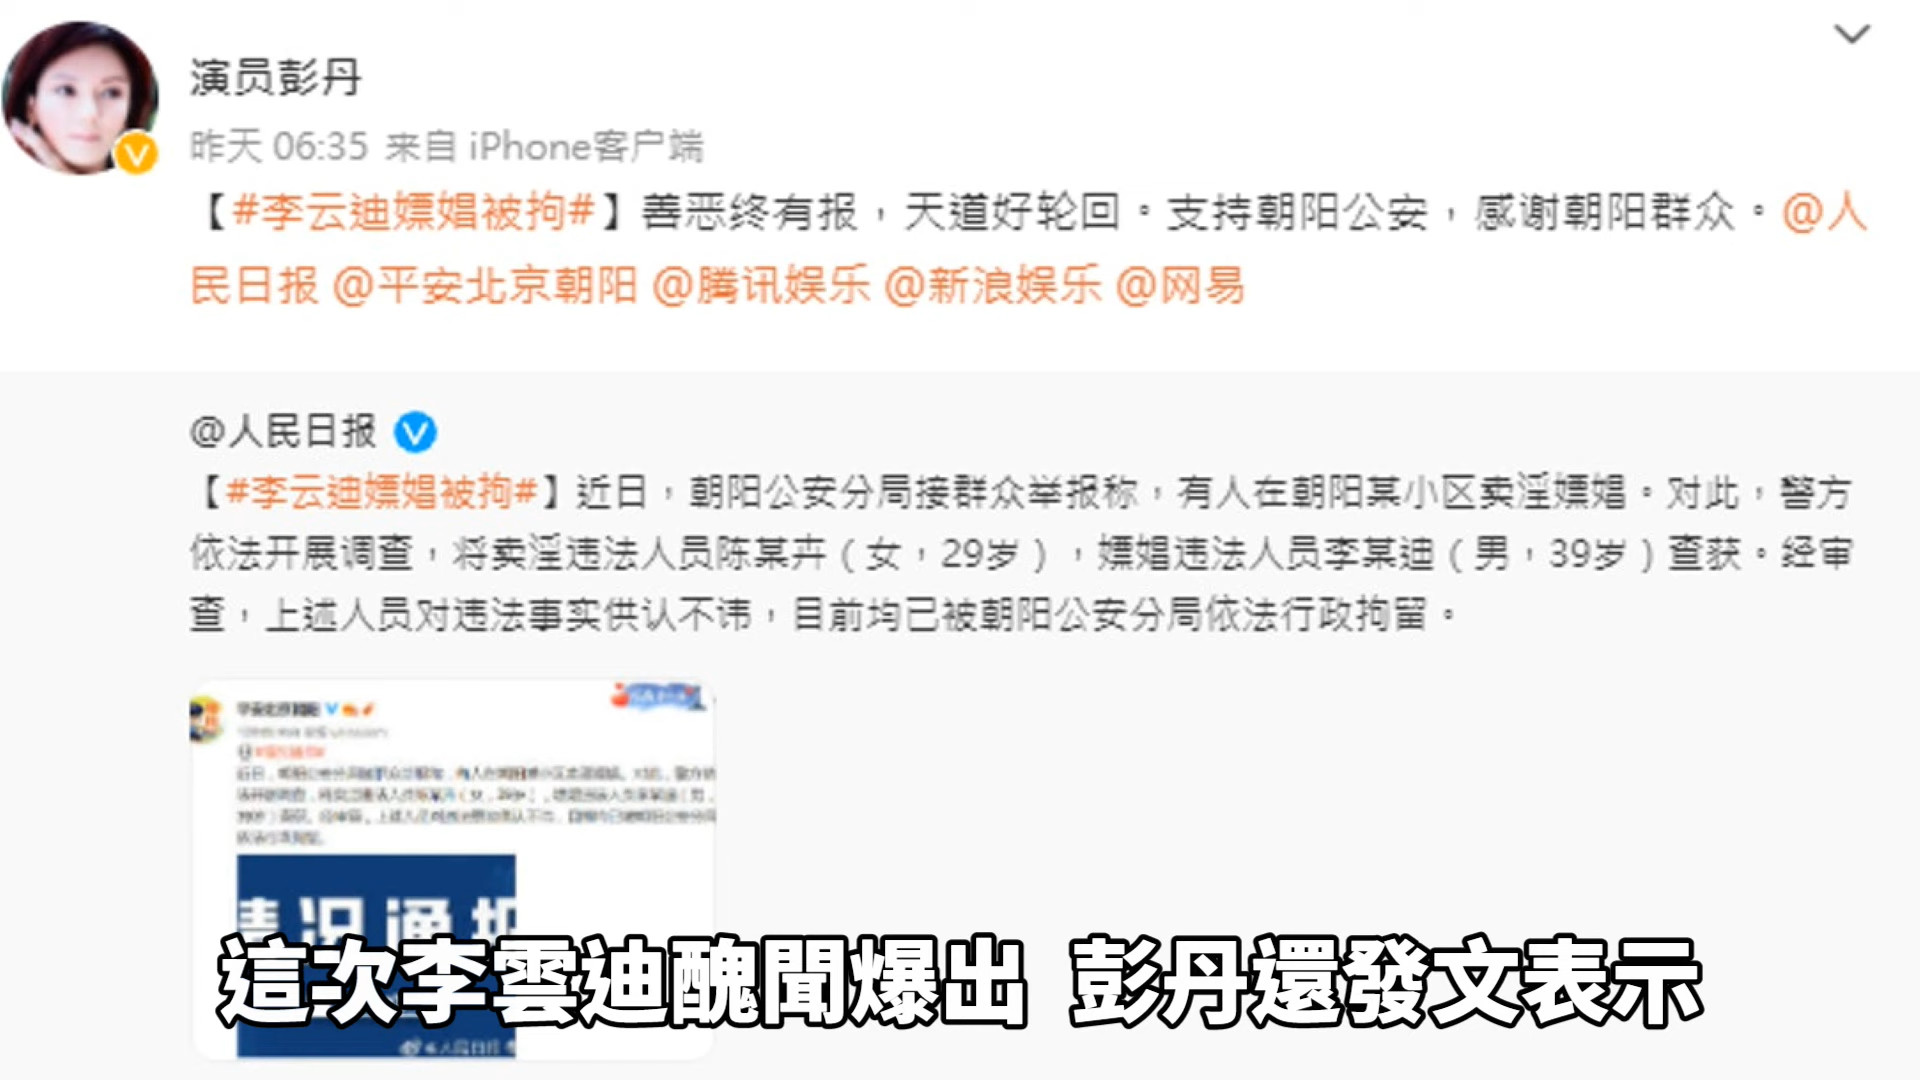 演员彭丹
昨天 06:35 来自 iPhone客户端
【#李云迪嫖娼被拘#】善恶终有报，天道好轮回。支持朝阳公安，感谢朝阳群众。@人
民日报 @平安北京朝阳 @腾讯娱乐 @新浪娱乐 @网易
@人民日报
【#李云迪嫖娼被拘#】近日，朝阳公安分局接群众举报称，有人在朝阳某小区卖淫嫖娼。对此，警方
依法开展调查，将卖淫违法人员陈某卉（女，29岁），嫖娼违法人员李某迪（男，39岁）查获。经审
查，上述人员对违法事实供认不讳，目前均已被朝阳公安分局依法行政拘留。
情况通报
這次李雲迪醜聞爆出 彭丹還發文表示